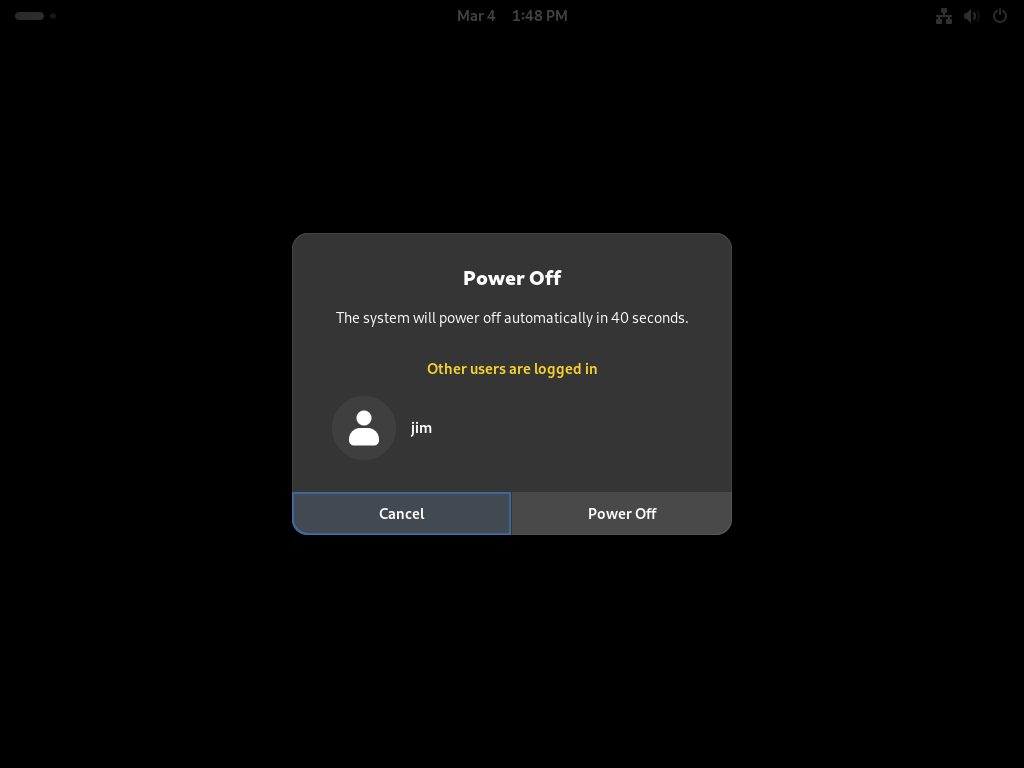 Mar 4 1:48 PM
Power Off
The system will power off automatically in 40 seconds.
Other users are logged in
jim
Cancel
Power Off